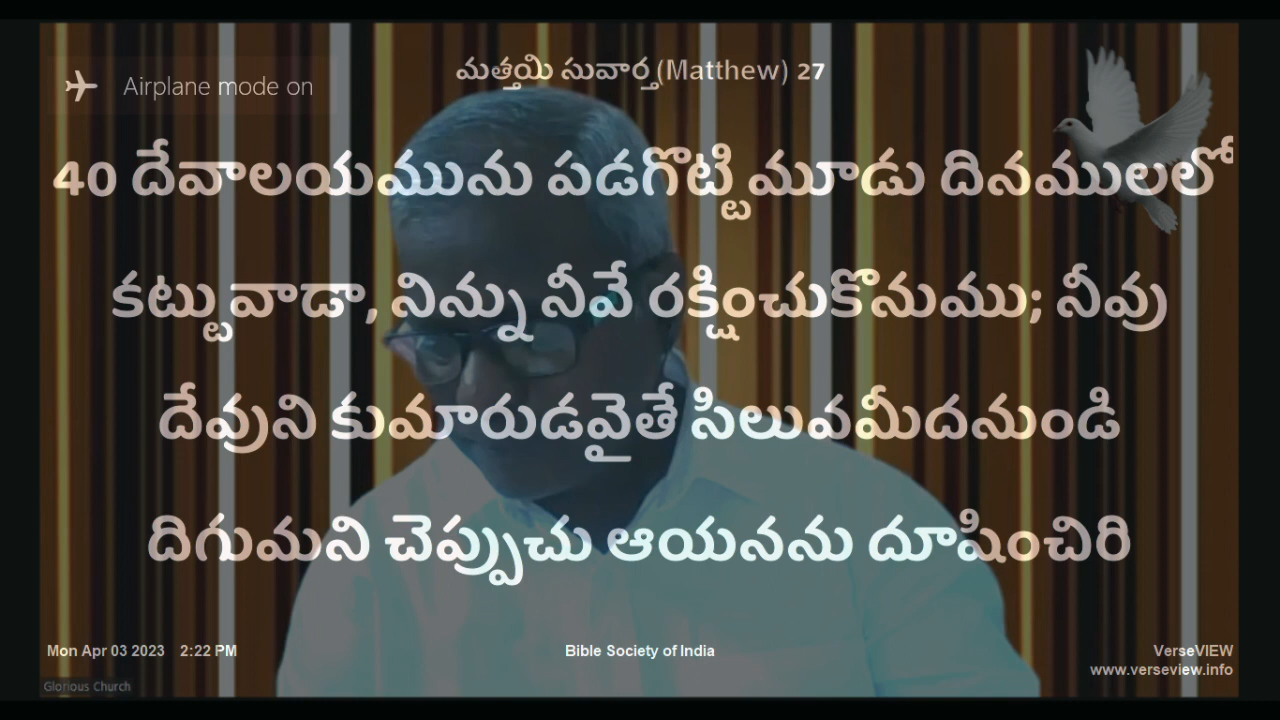 Airplane mode on
మత్తయి సువార్త (Matthew) 27
40 దేవాలయమును పడగొట్టి మూడు దినములలో
కట్టువాడా, నిన్ను నీవే రక్షించుకొనుము; నీవు
దేవుని కుమారుడవైతే సిలువమీదనుండి
దిగుమని చెప్పుచు ఆయనను దూషించిరి
Mon Apr 03 2023 2:22 PM
Bible Society of India
VerseVIEW
www.verseview.info
Glorious Church